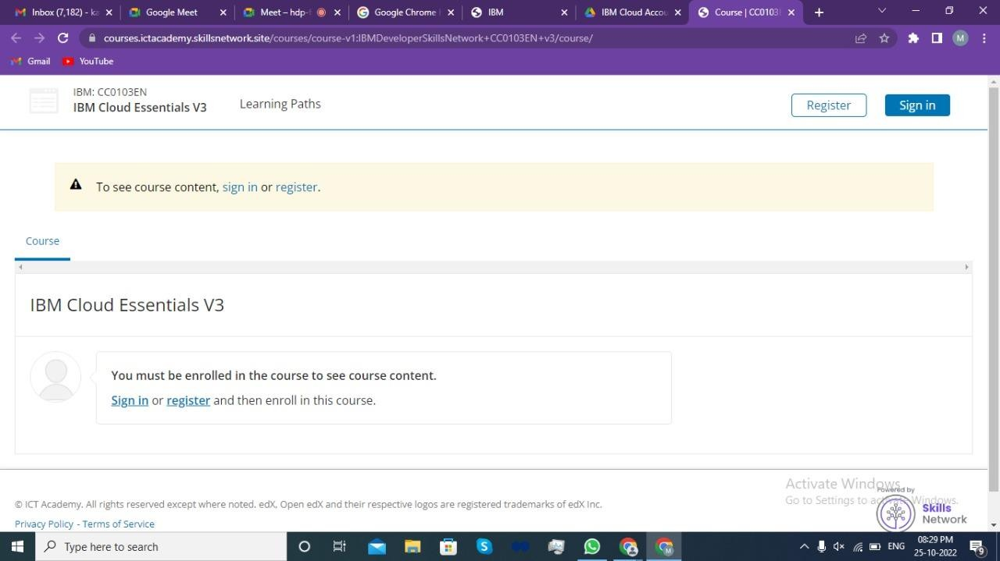 Inbox (7,182) - ka
Google Meet
Meet – hdp-f
Google Chrome
IBM
IBM Cloud Accou
Course | CC0103
courses.ictacademy.skillsnetwork.site/courses/course-v1:IBMDeveloperSkillsNetwork+CC0103EN+v3/course/
M
Gmail
YouTube
IBM: CC0103EN
IBM Cloud Essentials V3
Learning Paths
Register
Sign in
To see course content, sign in or register.
Course
IBM Cloud Essentials V3
You must be enrolled in the course to see course content.
Sign in or register and then enroll in this course.
Activate Windows
Go to Settings to activate Windows.
Powered by
Skills
Network
© ICT Academy. All rights reserved except where noted. edX, Open edX and their respective logos are registered trademarks of edX Inc.
Privacy Policy - Terms of Service
Type here to search
ENG
08:29 PM
25-10-2022
9